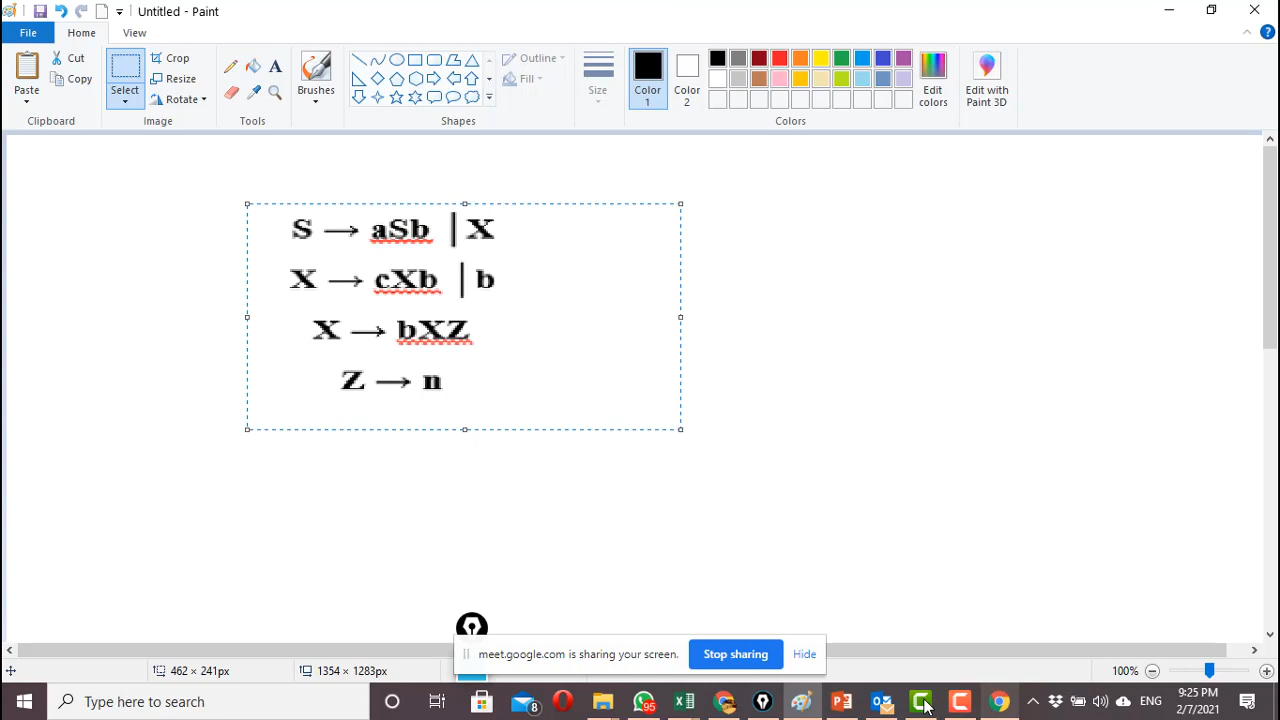 Untitled - Paint
File Home View
Paste
Cut
Copy
Clipboard
Select
Crop
Resize
Rotate
Image
A
Tools
Brushes
Outline
Fill
Shapes
Size
Color 1
Color 2
Edit colors
Colors
Edit with Paint 3D
S → aSb | X
X → cXb | b
X → bXZ
Z → n
meet.google.com is sharing your screen. Stop sharing Hide
462 × 241px 1354 × 1283px 100%
Type here to search
8
95
ENG
9:25 PM
2/7/2021